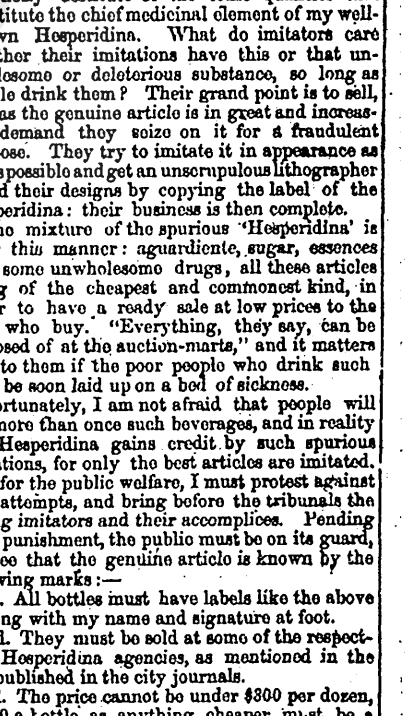 titute the chief medicinal element of my well-
wn Hesperidina. What do imitators care
ther their imitations have this or that un-
lesome or deleterious substance, so long as
le drink them? Their grand point is to sell,
as the genuine article is in great and increas-
demand they seize on it for a fraudulent
ose. They try to imitate it in appearance as
s possible and get an unscrupulous lithographer
d their designs by copying the label of the
peridina: their business is then complete.
he mixture of the spurious 'Hesperidina' is
this manner: aguardiente, sugar, essences
some unwholesome drugs, all these articles
g of the cheapest and commonest kind, in
r to have a ready sale at low prices to the
who buy. "Everything, they say, can be
osed of at the auction-marts," and it matters
to them if the poor people who drink such
be soon laid up on a bed of sickness.
ortunately, I am not afraid that people will
more than once such beverages, and in reality
Hesperidina gains credit by such spurious
tions, for only the best articles are imitated.
for the public welfare, I must protest against
attempts, and bring before the tribunals the
g imitators and their accomplices. Pending
punishment, the public must be on its guard,
ee that the genuine article is known by the
wing marks:—
. All bottles must have labels like the above
ng with my name and signature at foot.
d. They must be sold at some of the respect-
Hesperidina agencies, as mentioned in the
published in the city journals.
. The price cannot be under $300 per dozen,
a bottle as anything cheaper must be a